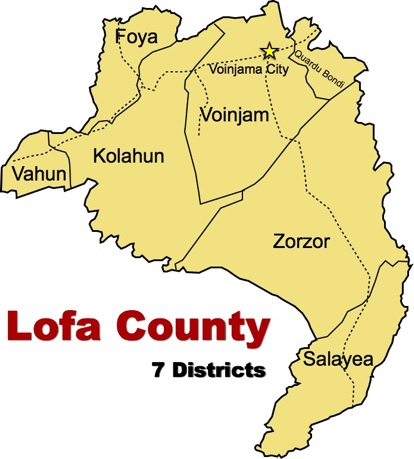 Foya
Voinjama City
Quardu Bondi
Voinjam
Kolahun
Vahun
Zorzor
Lofa County
Salayea
7 Districts